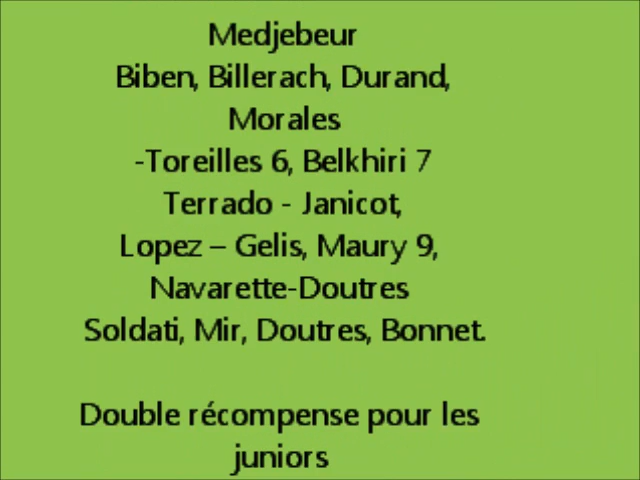 Medjebeur
Biben, Billerach, Durand,
Morales
-Toreilles 6, Belkhiri 7
Terrado - Janicot,
Lopez – Gelis, Maury 9,
Navarette-Doutres
Soldati, Mir, Doutres, Bonnet.
Double récompense pour les
juniors